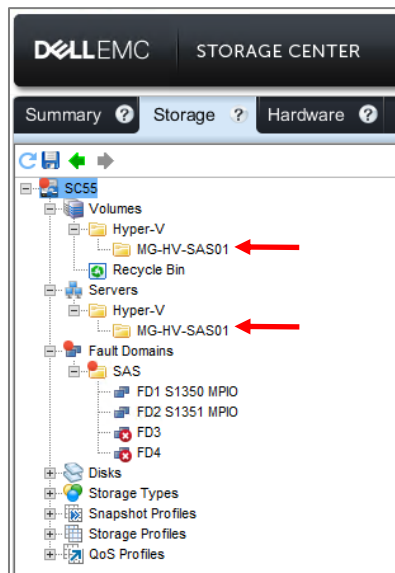 DELLEMC STORAGE CENTER
Summary ? Storage ? Hardware ?
SC55
Volumes
Hyper-V
MG-HV-SAS01
Recycle Bin
Servers
Hyper-V
MG-HV-SAS01
Fault Domains
SAS
FD1 S1350 MPIO
FD2 S1351 MPIO
FD3
FD4
Disks
Storage Types
Snapshot Profiles
Storage Profiles
QoS Profiles